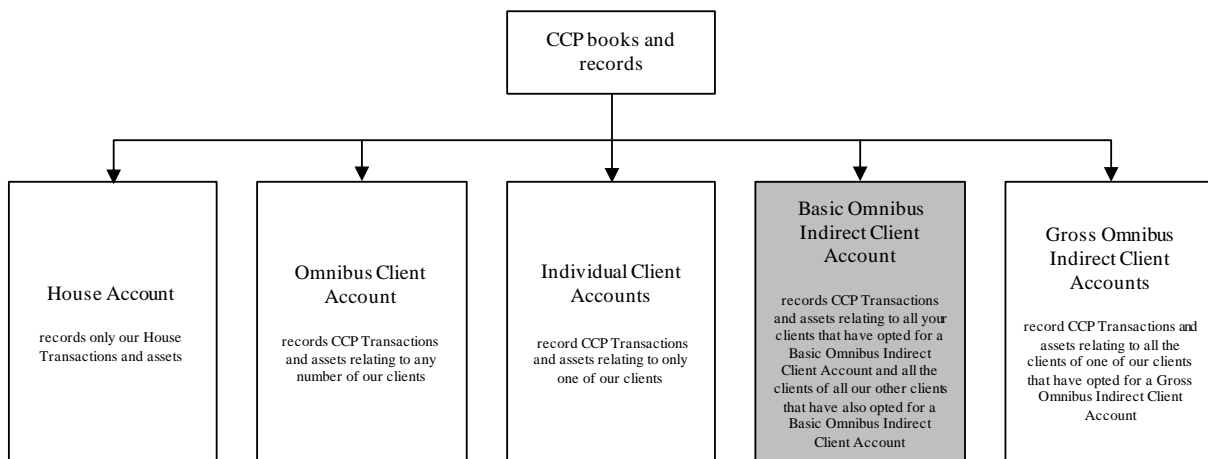 CCP books and
records
House Account
records only our House
Transactions and assets
Omnibus Client
Account
records CCP Transactions
and assets relating to any
number of our clients
Individual Client
Accounts
record CCP Transactions
and assets relating to only
one of our clients
Basic Omnibus
Indirect Client
Account
records CCP Transactions
and assets relating to all your
clients that have opted for a
Basic Omnibus Indirect
Client Account and all the
clients of all our other clients
that have also opted for a
Basic Omnibus Indirect
Client Account
Gross Omnibus
Indirect Client
Accounts
record CCP Transactions and
assets relating to all the
clients of one of our clients
that have opted for a Gross
Omnibus Indirect Client
Account